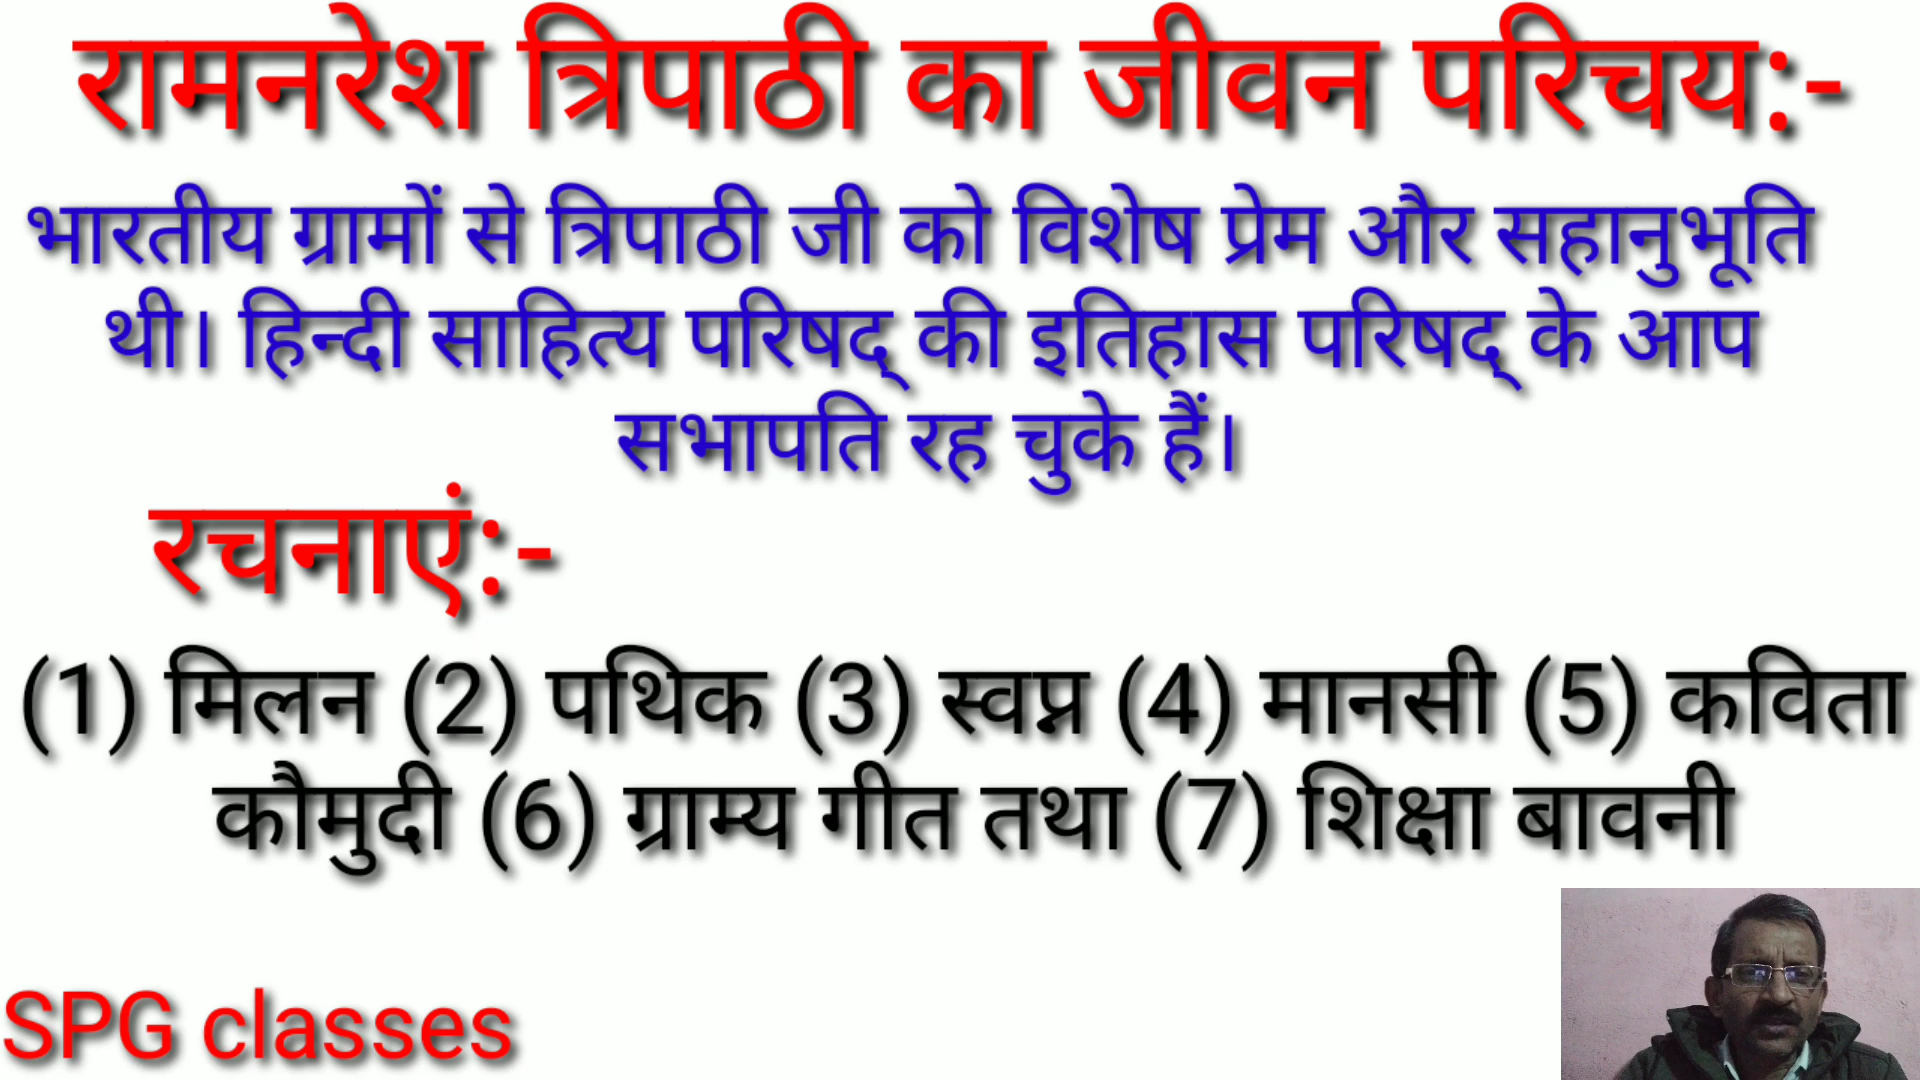 रामनरेश त्रिपाठी का जीवन परिचय:-
भारतीय ग्रामों से त्रिपाठी जी को विशेष प्रेम और सहानुभूति
थी। हिन्दी साहित्य परिषद् की इतिहास परिषद् के आप
सभापति रह चुके हैं।
रचनाएं:-
(1) मिलन (2) पथिक (3) स्वप्न (4) मानसी (5) कविता
कौमुदी (6) ग्राम्य गीत तथा (7) शिक्षा बावनी
SPG classes